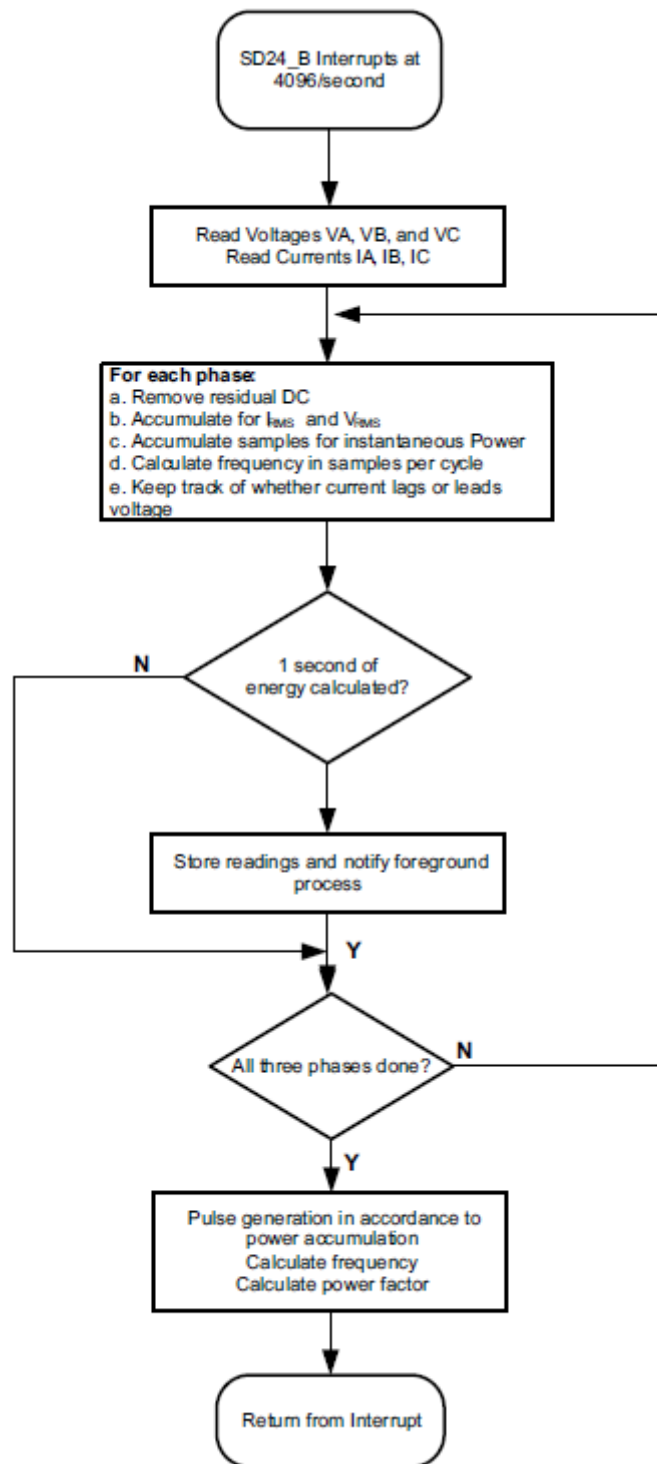 SD24_B Interrupts at
4096/second
Read Voltages VA, VB, and VC
Read Currents IA, IB, IC
For each phase:
a. Remove residual DC
b. Accumulate for IRMS and VRMS
c. Accumulate samples for instantaneous Power
d. Calculate frequency in samples per cycle
e. Keep track of whether current lags or leads
voltage
N
1 second of
energy calculated?
Store readings and notify foreground
process
Y
All three phases done?
N
Y
Pulse generation in accordance to
power accumulation
Calculate frequency
Calculate power factor
Return from Interrupt